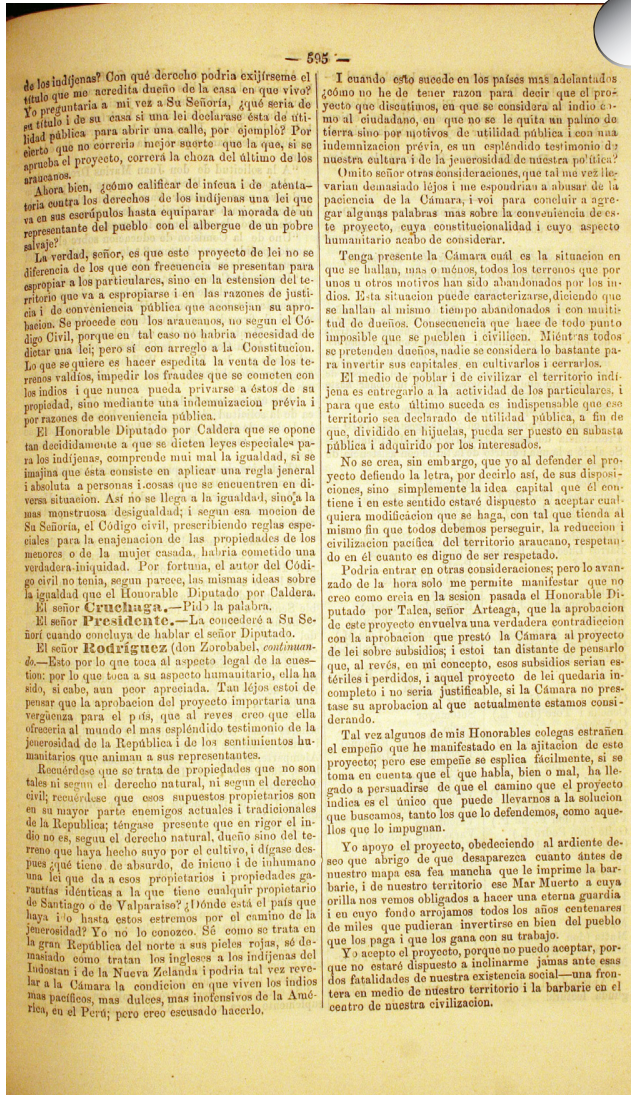 — 595 —
de los indíjenas? Con qué derecho podria exijírseme el
título que me acredita dueño de la casa en que vivo?
Yo preguntaria a mi vez a Su Señoría, ¿qué seria de
su título i de su casa si una lei declarase ésta de úti-
lidad pública para abrir una calle, por ejemplo? Por
cierto que no correria mejor suerte que la que, si se
aprueba el proyecto, correrá la choza del último de los
araucanos.
Ahora bien, ¿cómo calificar de inícua i de atenta-
toria contra los derechos de los indíjenas una lei que
va en sus escrúpulos hasta equiparar la morada de un
representante del pueblo con el albergue de un pobre
salvaje?
La verdad, señor, es que este proyecto de lei no se
diferencia de los que con frecuencia se presentan para
espropiar a los particulares, sino en la estension del te-
rritorio que va a espropiarse i en las razones de justi-
cia i de conveniencia pública que aconsejan su apro-
bacion. Se procede con los araucanos, no segun el Có-
digo Civil, porque en tal caso no habria necesidad de
dictar una lei; pero sí con arreglo a la Constitucion.
Lo que se quiere es hacer espedita la venta de los te-
rrenos valdíos, impedir los fraudes que se cometen con
los indios i que nunca pueda privarse a éstos de su
propiedad, sino mediante una indemnizacion prévia i
por razones de conveniencia pública.
El Honorable Diputado por Caldera que se opone
tan decididamente a que se dicten leyes especiales pa-
ra los indíjenas, comprende mui mal la igualdad, si se
imajina que ésta consiste en aplicar una regla jeneral
i absoluta a personas i cosas que se encuentren en di-
versa situacion. Así no se llega a la igualdad, sino a la
mas monstruosa desigualdad; i segun esa mocion de
Su Señoría, el Código civil, prescribiendo reglas espe-
ciales para la enajenacion de las propiedades de los
menores o de la mujer casada, habria cometido una
verdadera iniquidad. Por fortuna, el autor del Códi-
go civil no tenia, segun parece, las mismas ideas sobre
la igualdad que el Honorable Diputado por Caldera.
El señor Cruchaga.—Pido la palabra.
El señor Presidente.—La concederé a Su Se-
ñorí cuando concluya de hablar el señor Diputado.
El señor Rodríguez (don Zorobabel, continuan-
do.—Esto por lo que toca al aspecto legal de la cues-
tion; por lo que toca a su aspecto humanitario, ella ha
sido, si cabe, aun peor apreciada. Tan léjos estoi de
pensar que la aprobacion del proyecto importaria una
vergüenza para el país, que al reves creo que ella
ofreceria al mundo el mas espléndido testimonio de la
jenerosidad de la República i de los sentimientos hu-
manitarios que animan a sus representantes.
Recuérdese que se trata de propiedades que no son
tales ni segun el derecho natural, ni segun el derecho
civil; recuérdese que esos supuestos propietarios son
en su mayor parte enemigos actuales i tradicionales
de la Republica; téngase presente que en rigor el in-
dio no es, segun el derecho natural, dueño sino del te-
rreno que haya hecho suyo por el cultivo, i dígase des-
pues ¿qué tiene de absurdo, de inicuo i de inhumano
una lei que da a esos propietarios i propiedades ga-
rantías idénticas a la que tiene cualquir propietario
de Santiago o de Valparaiso? ¿Dónde está el país que
haya ido hasta estos estremos por el camino de la
jenerosidad? Yo no lo conozco. Sé como se trata en
la gran República del norte a sus pieles rojas, sé de-
masiado como tratan los ingleses a los indíjenas del
Indostan i de la Nueva Zelanda i podria tal vez reve-
lar a la Cámara la condicion en que viven los indios
mas pacíficos, mas dulces, mas inofensivos de la Amé-
rica, en el Perú; pero creo escusado hacerlo.
I cuando esto sucede en los países mas adelantados
¿cómo no he de tener razon para decir que el pro-
yecto que discutimos, en que se considera al indio co-
mo al ciudadano, en que no se le quita un palmo de
tierra sino por motivos de utilidad pública i con una
indemnizacion prévia, es un espléndido testimonio de
nuestra cultura i de la jenerosidad de nuestra política?
Omito señor otras consideraciones, que tal me vez lle-
varian demasiado léjos i me espondrian a abusar de la
paciencia de la Cámara, i voi para concluir a agre-
gar algunas palabras mas sobre la conveniencia de es-
te proyecto, cuya constitucionalidad i cuyo aspecto
humanitario acabo de considerar.
Tenga presente la Cámara cuál es la situacion en
que se hallan, mas o ménos, todos los terrenos que por
unos u otros motivos han sido abandonados por los in-
dios. Esta situacion puede caracterizarse, diciendo que
se hallan al mismo tiempo abandonados i con multi-
tud de dueños. Consecuencia que hace de todo punto
imposible que se pueblen i civilicen. Miéntras todos
se pretenden dueños, nadie se considera lo bastante pa-
ra invertir sus capitales en cultivarlos i cerrarlos.
El medio de poblar i de civilizar el territorio indí-
jena es entregarlo a la actividad de los particulares, i
para que esto último suceda es indispensable que ese
territorio sea declarado de utilidad pública, a fin de
que, dividido en hijuelas, pueda ser puesto en subasta
pública i adquirido por los interesados.
No se crea, sin embargo, que yo al defender el pro-
yecto defiendo la letra, por decirlo así, de sus disposi-
ciones, sino simplemente la idea capital que él con-
tiene i en este sentido estaré dispuesto a aceptar cual-
quiera modificacion que se haga, con tal que tienda al
mismo fin que todos debemos perseguir, la reduccion i
civilizacion pacífica del territorio araucano, respetan-
do en él cuanto es digno de ser respetado.
Podria entrar en otras consideraciones; pero lo avan-
zado de la hora solo me permite manifestar que no
creo como creia en la sesion pasada el Honorable Di-
putado por Talca, señor Arteaga, que la aprobacion
de este proyecto envuelva una verdadera contradiccion
con la aprobacion que prestó la Cámara al proyecto
de lei sobre subsidios; i estoi tan distante de pensarlo
que, al revés, en mi concepto, esos subsidios serian es-
tériles i perdidos, i aquel proyecto de lei quedaria in-
completo i no seria justificable, si la Cámara no pres-
tase su aprobacion al que actualmente estamos consi-
derando.
Tal vez algunos de mis Honorables colegas estrañen
el empeño que he manifestado en la ajitacion de este
proyecto; pero ese empeñe se esplica fácilmente, si se
toma en cuenta que el que habla, bien o mal, ha lle-
gado a persuadirse de que el camino que el proyecto
indica es el único que puede llevarnos a la solucion
que buscamos, tanto los que lo defendemos, como aque-
llos que lo impugnan.
Yo apoyo el proyecto, obedeciendo al ardiente de-
seo que abrigo de que desaparezca cuanto ántes de
nuestro mapa esa fea mancha que le imprime la bar-
barie, i de nuestro territorio ese Mar Muerto a cuya
orilla nos vemos obligados a hacer una eterna guardia
i en cuyo fondo arrojamos todos los años centenares
de miles que pudieran invertirse en bien del pueblo
que los paga i que los gana con su trabajo.
Yo acepto el proyecto, porque no puedo aceptar, por-
que no estaré dispuesto a inclinarme jamas ante esas
dos fatalidades de nuestra existencia social—una fron-
tera en medio de nuestro territorio i la barbarie en el
centro de nuestra civilizacion.